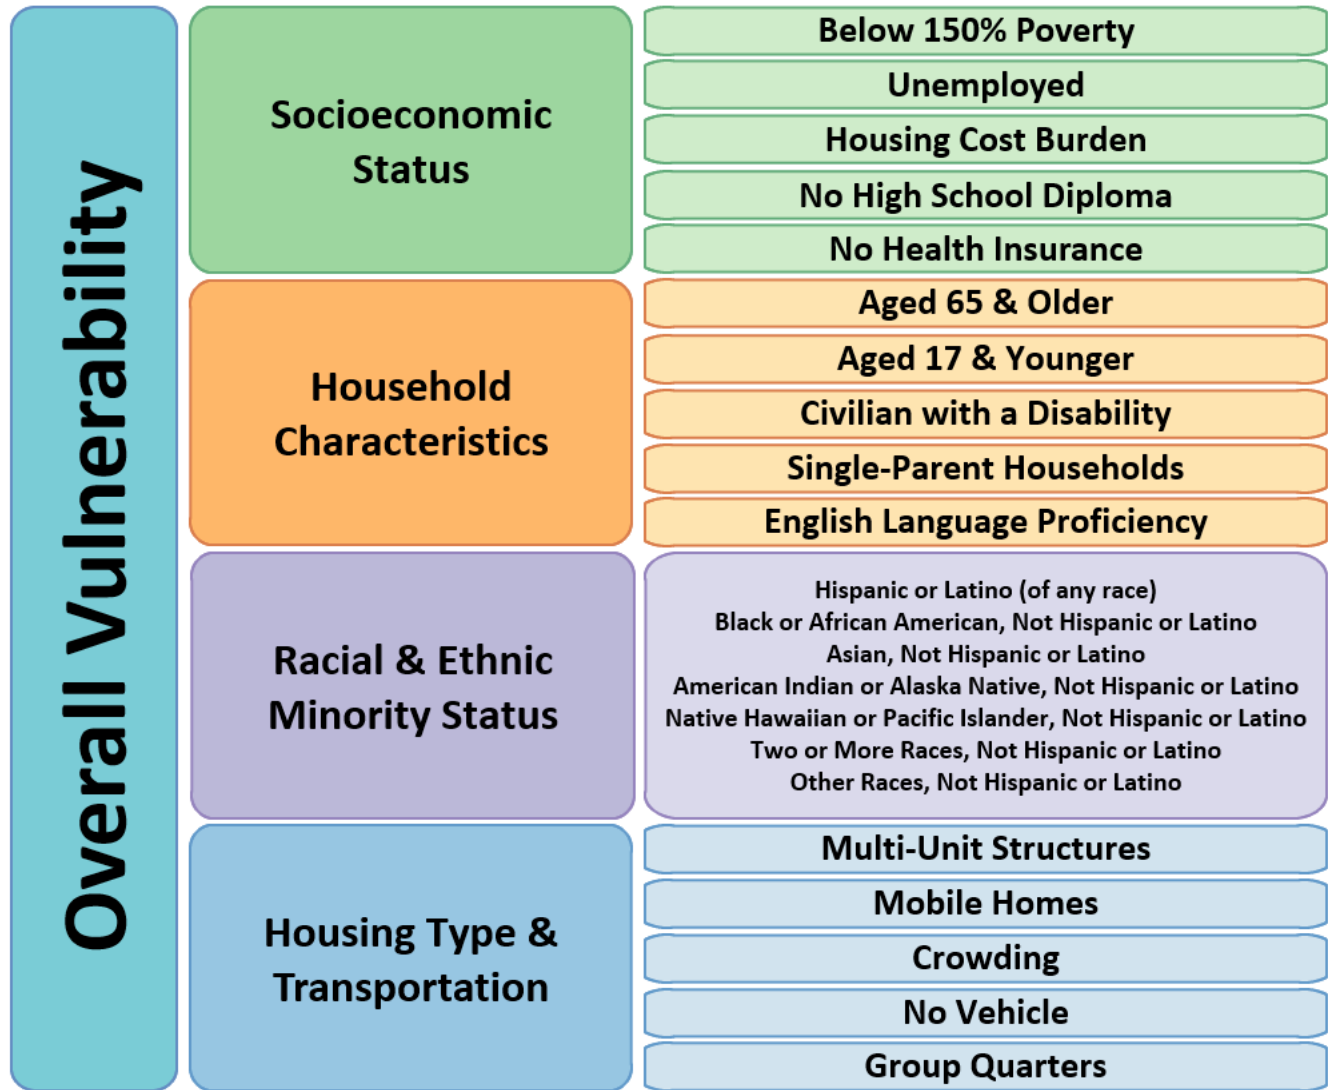 Overall Vulnerability
Socioeconomic
Status
Below 150% Poverty
Unemployed
Housing Cost Burden
No High School Diploma
No Health Insurance
Household
Characteristics
Aged 65 & Older
Aged 17 & Younger
Civilian with a Disability
Single-Parent Households
English Language Proficiency
Racial & Ethnic
Minority Status
Hispanic or Latino (of any race)
Black or African American, Not Hispanic or Latino
Asian, Not Hispanic or Latino
American Indian or Alaska Native, Not Hispanic or Latino
Native Hawaiian or Pacific Islander, Not Hispanic or Latino
Two or More Races, Not Hispanic or Latino
Other Races, Not Hispanic or Latino
Housing Type &
Transportation
Multi-Unit Structures
Mobile Homes
Crowding
No Vehicle
Group Quarters